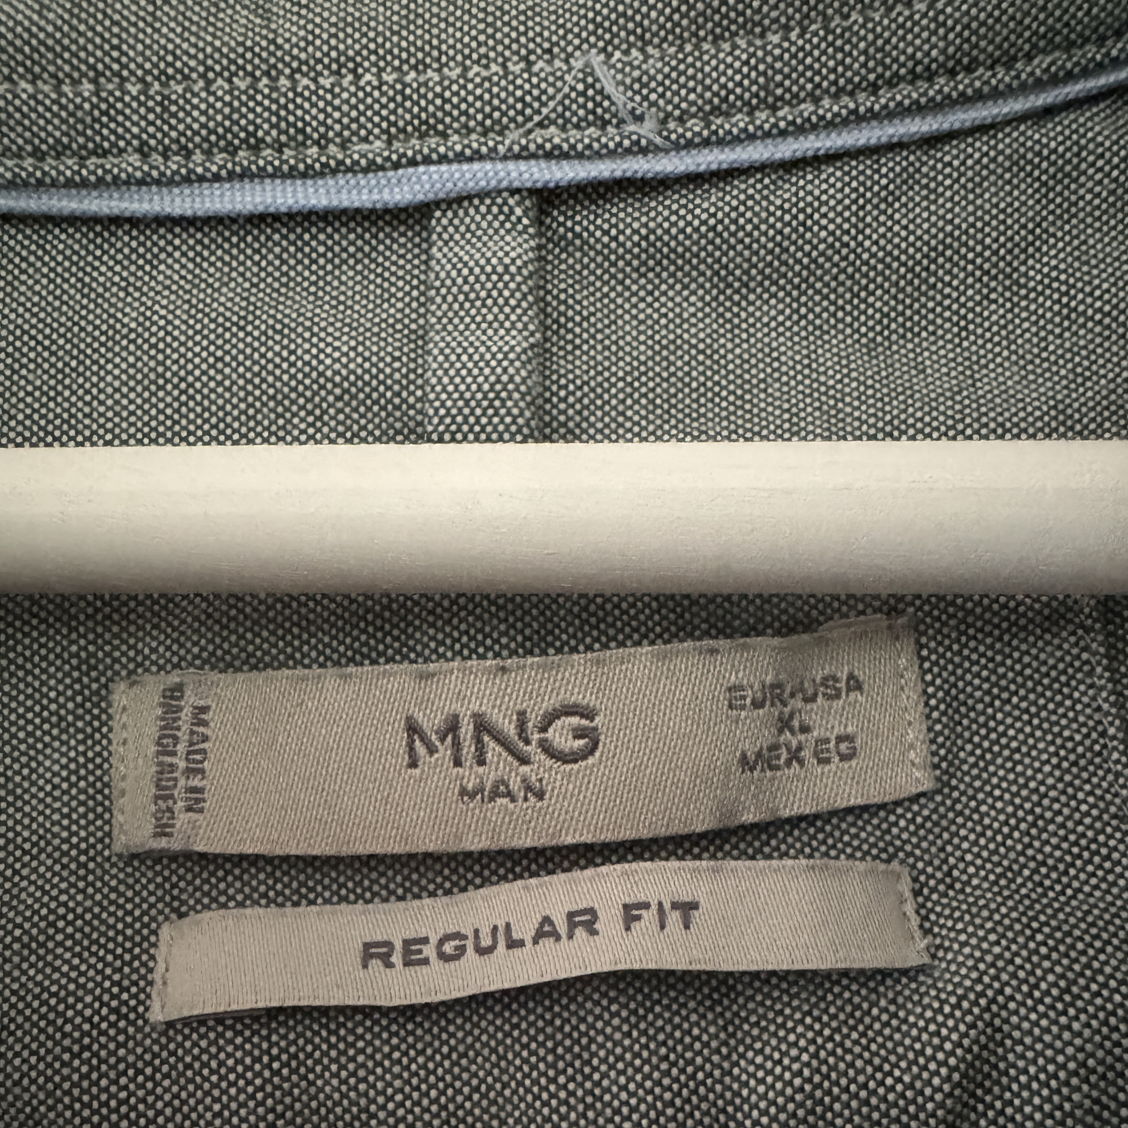 MADE IN
BANGLADESH
MNG
MAN
EUR-USA
XL
MEX EG
REGULAR FIT